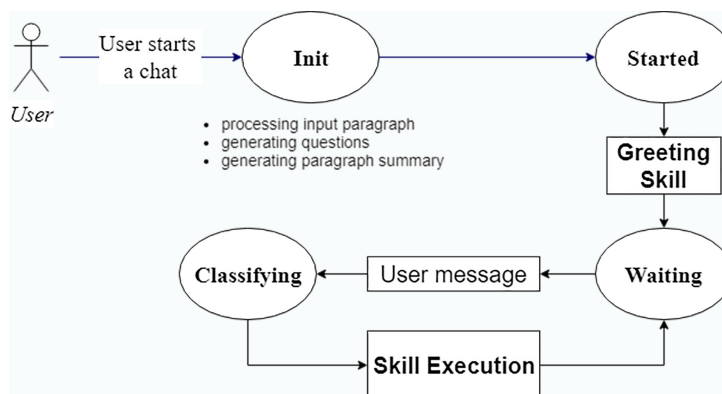 User starts
a chat
Init
Started
User
• processing input paragraph
• generating questions
• generating paragraph summary
Greeting
Skill
Classifying
User message
Waiting
Skill Execution